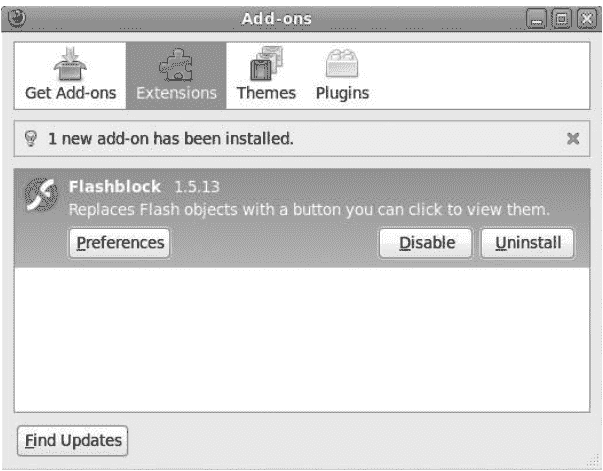 Add-ons
Get Add-ons Extensions Themes Plugins
1 new add-on has been installed.
Flashblock 1.5.13
Replaces Flash objects with a button you can click to view them.
Preferences Disable Uninstall
Find Updates